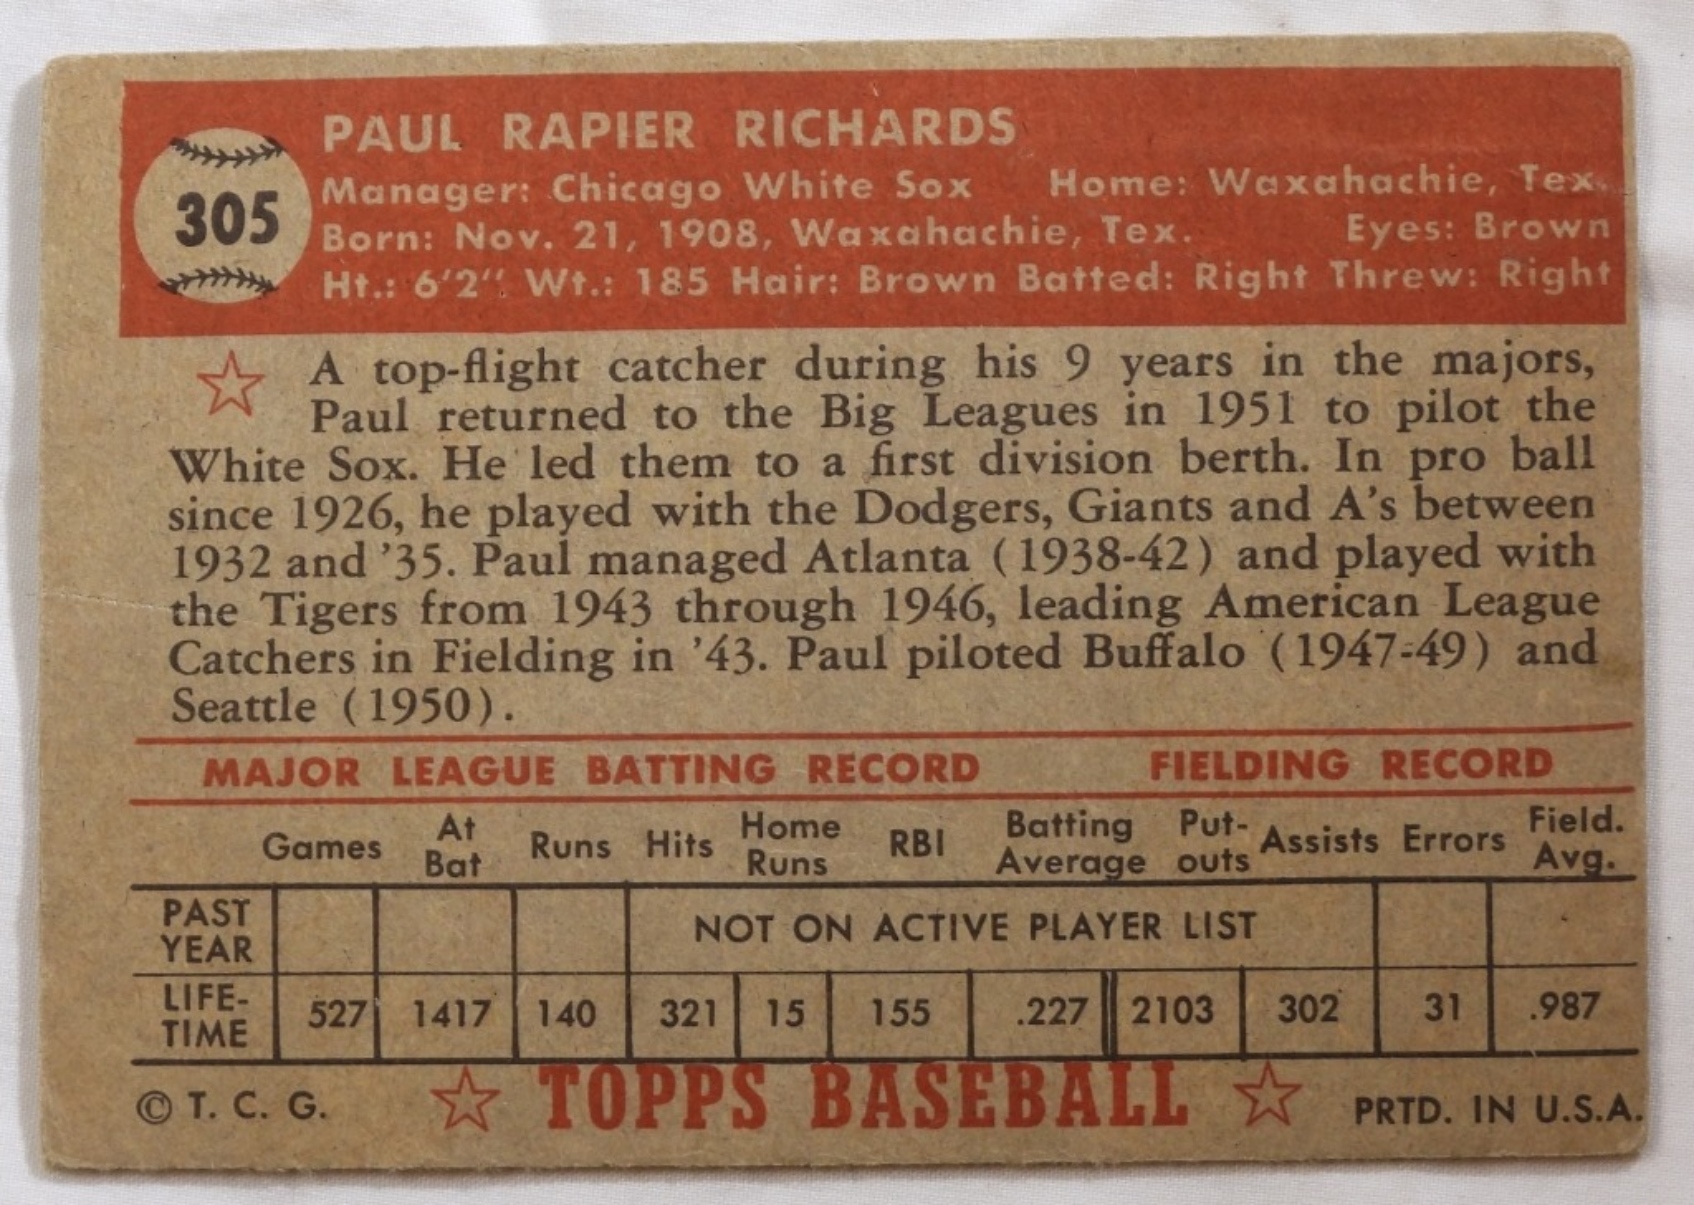 305
PAUL RAPIER RICHARDS
Manager: Chicago White Sox Home: Waxahachie, Tex.
Born: Nov. 21, 1908, Waxahachie, Tex. Eyes: Brown
Ht.: 6'2" Wt.: 185 Hair: Brown Batted: Right Threw: Right
☆ A top-flight catcher during his 9 years in the majors,
Paul returned to the Big Leagues in 1951 to pilot the
White Sox. He led them to a first division berth. In pro ball
since 1926, he played with the Dodgers, Giants and A's between
1932 and '35. Paul managed Atlanta (1938-42) and played with
the Tigers from 1943 through 1946, leading American League
Catchers in Fielding in '43. Paul piloted Buffalo (1947-49) and
Seattle (1950).
MAJOR LEAGUE BATTING RECORD FIELDING RECORD
Games At Bat Runs Hits Home Runs RBI Batting Average Put-outs Assists Errors Field. Avg.
PAST YEAR NOT ON ACTIVE PLAYER LIST
LIFE-TIME 527 1417 140 321 15 155 .227 2103 302 31 .987
© T. C. G. ☆ TOPPS BASEBALL ☆ PRTD. IN U.S.A.